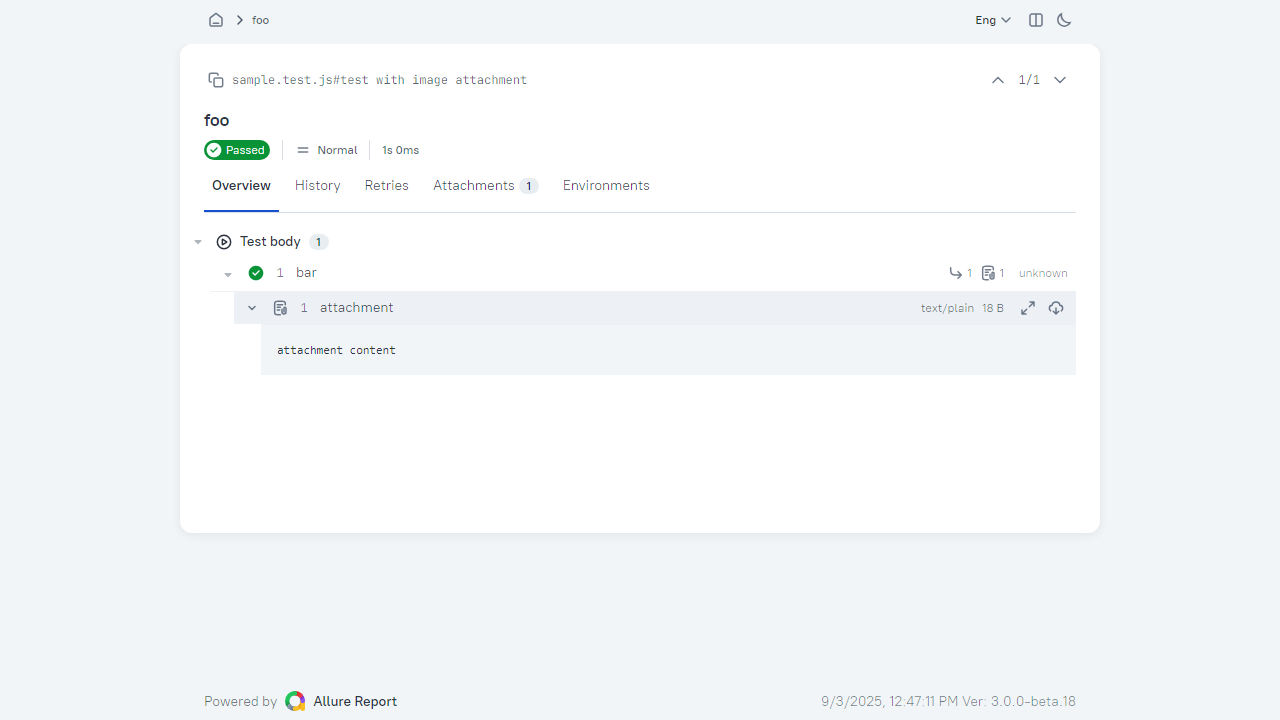 foo Eng
sample.test.js#test with image attachment 1/1
foo
Passed Normal 1s 0ms
Overview History Retries Attachments 1 Environments
Test body 1
1 bar 1 1 unknown
1 attachment text/plain 18 B
attachment content
Powered by Allure Report 9/3/2025, 12:47:11 PM Ver: 3.0.0-beta.18